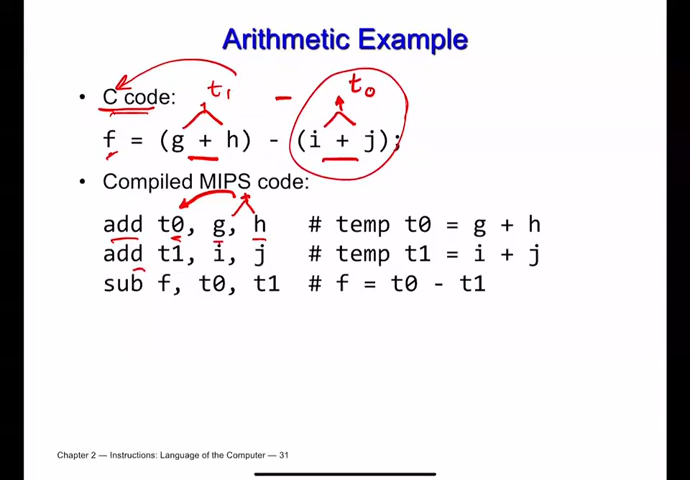 Arithmetic Example
• C code:
t1 - t0
f = (g + h) - (i + j);
• Compiled MIPS code:
add t0, g, h # temp t0 = g + h
add t1, i, j # temp t1 = i + j
sub f, t0, t1 # f = t0 - t1
Chapter 2 — Instructions: Language of the Computer — 31